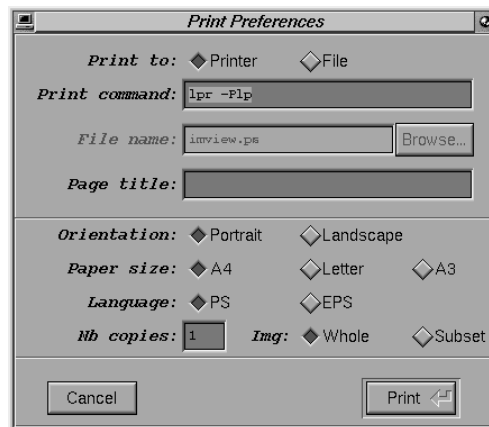 Print Preferences
Print to: Printer File
Print command: lpr -Plp
File name: imview.ps Browse...
Page title:
Orientation: Portrait Landscape
Paper size: A4 Letter A3
Language: PS EPS
Nb copies: 1 Img: Whole Subset
Cancel Print